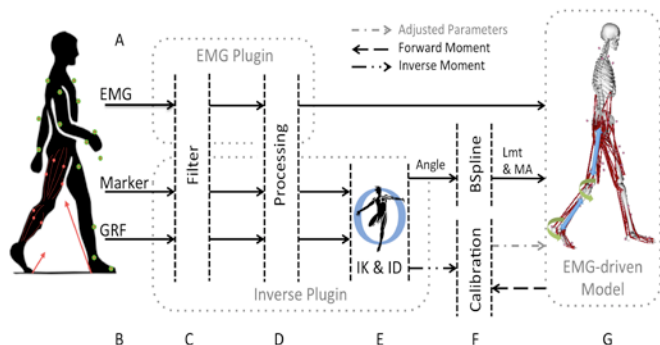 A
EMG Plugin
Adjusted Parameters
Forward Moment
Inverse Moment
EMG
Marker
GRF
Filter
Processing
Angle
BSpline
Lmt
& MA
IK & ID
Calibration
Inverse Plugin
EMG-driven
Model
B
C
D
E
F
G